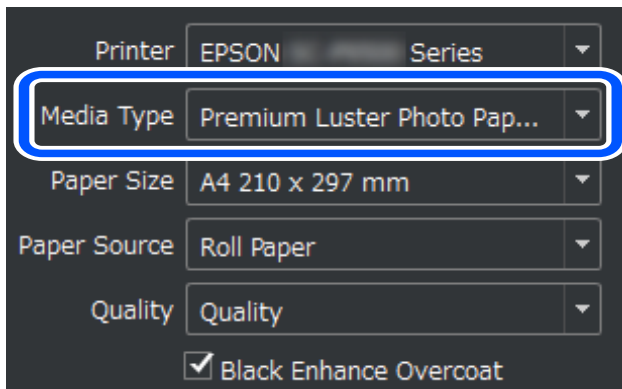 Printer EPSON Series
Media Type Premium Luster Photo Pap...
Paper Size A4 210 x 297 mm
Paper Source Roll Paper
Quality Quality
Black Enhance Overcoat